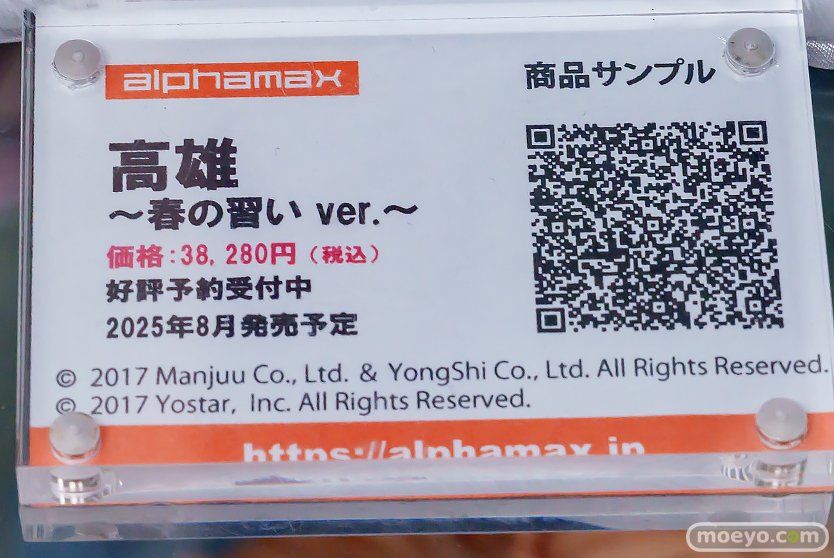 alphamax
商品サンプル
高雄
～春の習い ver.～
価格:38,280円（税込）
好評予約受付中
2025年8月発売予定
© 2017 Manjuu Co., Ltd. & YongShi Co., Ltd. All Rights Reserved.
© 2017 Yostar, Inc. All Rights Reserved.
https://alphamax.jp
moeyo.com